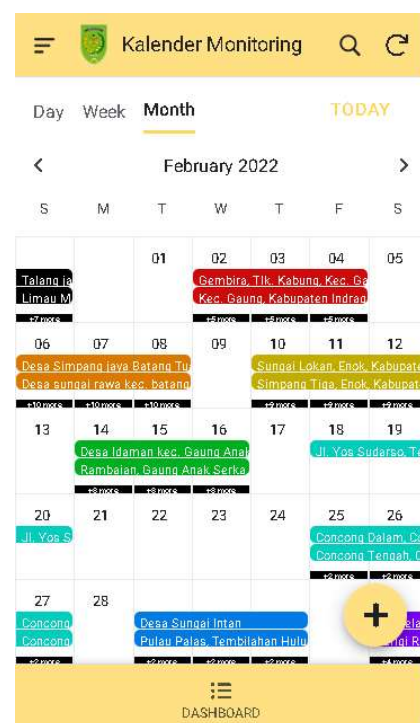 Kalender Monitoring
Day Week Month TODAY
February 2022
S M T W T F S
01 02 03 04 05
Talang ja
Gembira, Tlk. Kabung, Kec. Ga
Limau M
Kec. Gaung, Kabupaten Indrag
+7 more +5 more +5 more +5 more
06 07 08 09 10 11 12
Desa Simpang jaya Batang Tu
Sungai Lokan, Enok, Kabupate
Desa sungai rawa kec. batang
Simpang Tiga, Enok, Kabupat
+10 more +10 more +10 more +9 more +9 more +9 more
13 14 15 16 17 18 19
Desa Idaman kec. Gaung Anak
Jl. Yos Sudarso, Te
Rambaian, Gaung Anak Serka
+8 more +8 more +8 more
20 21 22 23 24 25 26
Jl. Yos S
Concong Dalam, Co
Concong Tengah, C
+2 more +2 more
27 28
Concong
Desa Sungai Intan
Concong
Pulau Palas, Tembilahan Hulu
+2 more +2 more +2 more +2 more +4 more
+
DASHBOARD